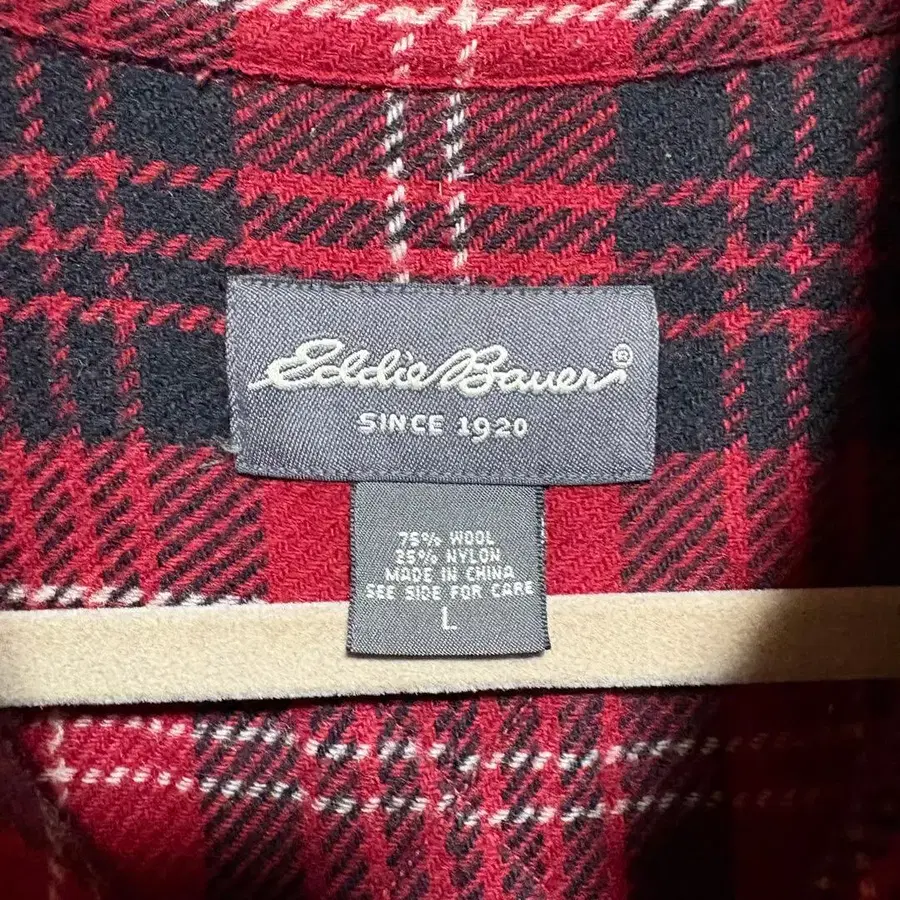 Eddie Bauer®
SINCE 1920
75% WOOL
25% NYLON
MADE IN CHINA
SEE SIDE FOR CARE
L